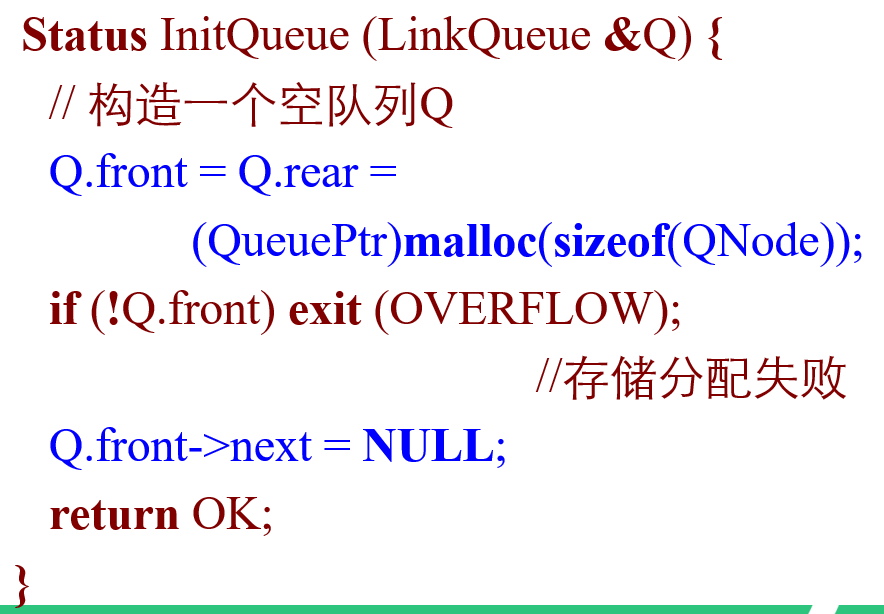 Status InitQueue (LinkQueue &Q) {
// 构造一个空队列Q
Q.front = Q.rear =
(QueuePtr)malloc(sizeof(QNode));
if (!Q.front) exit (OVERFLOW);
//存储分配失败
Q.front->next = NULL;
return OK;
}